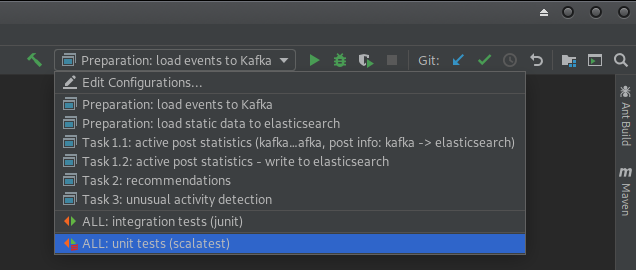 Preparation: load events to Kafka
Git:
Edit Configurations...
Preparation: load events to Kafka
Preparation: load static data to elasticsearch
Task 1.1: active post statistics (kafka...afka, post info: kafka -> elasticsearch)
Task 1.2: active post statistics - write to elasticsearch
Task 2: recommendations
Task 3: unusual activity detection
ALL: integration tests (junit)
ALL: unit tests (scalatest)
Ant Build
m
Maven